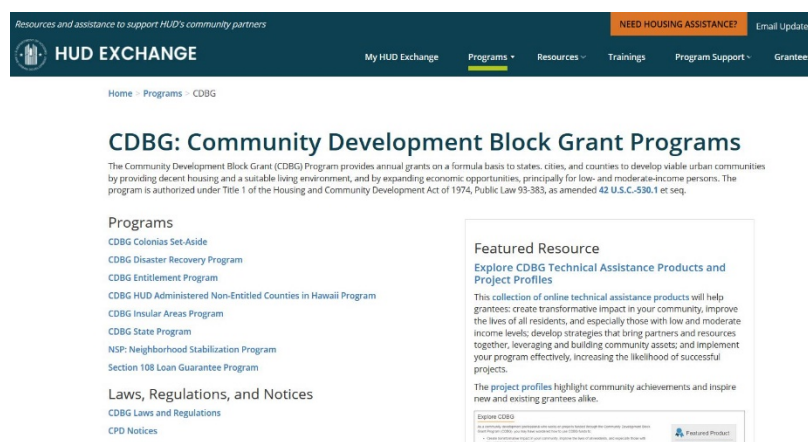 Resources and assistance to support HUD's community partners
NEED HOUSING ASSISTANCE?
Email Update
HUD EXCHANGE
My HUD Exchange
Programs
Resources
Trainings
Program Support
Grantee
Home > Programs > CDBG
CDBG: Community Development Block Grant Programs
The Community Development Block Grant (CDBG) Program provides annual grants on a formula basis to states. cities, and counties to develop viable urban communities
by providing decent housing and a suitable living environment, and by expanding economic opportunities, principally for low- and moderate-income persons. The
program is authorized under Title 1 of the Housing and Community Development Act of 1974, Public Law 93-383, as amended 42 U.S.C.-530.1 et seq.
Programs
CDBG Colonias Set-Aside
CDBG Disaster Recovery Program
CDBG Entitlement Program
CDBG HUD Administered Non-Entitled Counties in Hawaii Program
CDBG Insular Areas Program
CDBG State Program
NSP: Neighborhood Stabilization Program
Section 108 Loan Guarantee Program
Laws, Regulations, and Notices
CDBG Laws and Regulations
CPD Notices
Featured Resource
Explore CDBG Technical Assistance Products and
Project Profiles
This collection of online technical assistance products will help
grantees: create transformative impact in your community, improve
the lives of all residents, and especially those with low and moderate
income levels; develop strategies that bring partners and resources
together, leveraging and building community assets; and implement
your program effectively, increasing the likelihood of successful
projects.
The project profiles highlight community achievements and inspire
new and existing grantees alike.
Explore CDBG
Featured Product